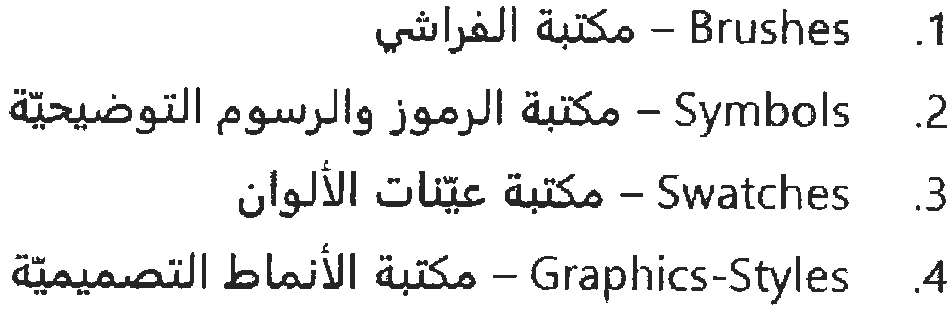 1. Brushes – مكتبة الفراشي
2. Symbols – مكتبة الرموز والرسوم التوضيحيّة
3. Swatches – مكتبة عيّنات الألوان
4. Graphics-Styles – مكتبة الأنماط التصميميّة